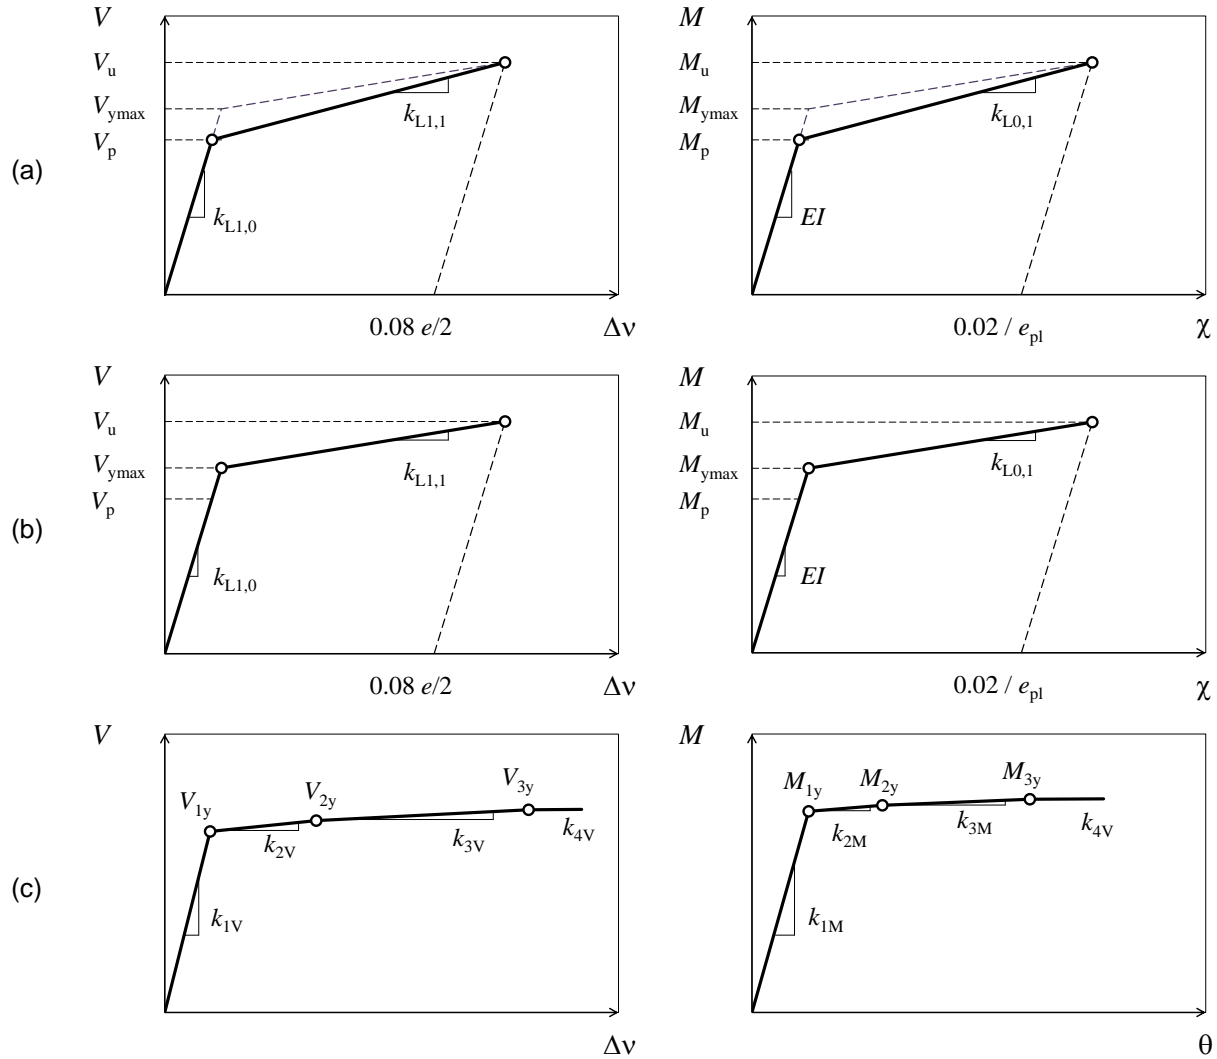 V
M
V_u
M_u
V_ymax
k_L1,1
M_ymax
k_L0,1
V_p
M_p
(a)
k_L1,0
EI
0.08 e/2
Δν
0.02 / e_pl
χ
V
M
V_u
M_u
V_ymax
k_L1,1
M_ymax
k_L0,1
V_p
M_p
(b)
k_L1,0
EI
0.08 e/2
Δν
0.02 / e_pl
χ
V
M
V_1y
V_2y
V_3y
M_1y
M_2y
M_3y
k_2V
k_3V
k_4V
k_2M
k_3M
k_4V
(c)
k_1V
k_1M
Δν
θ